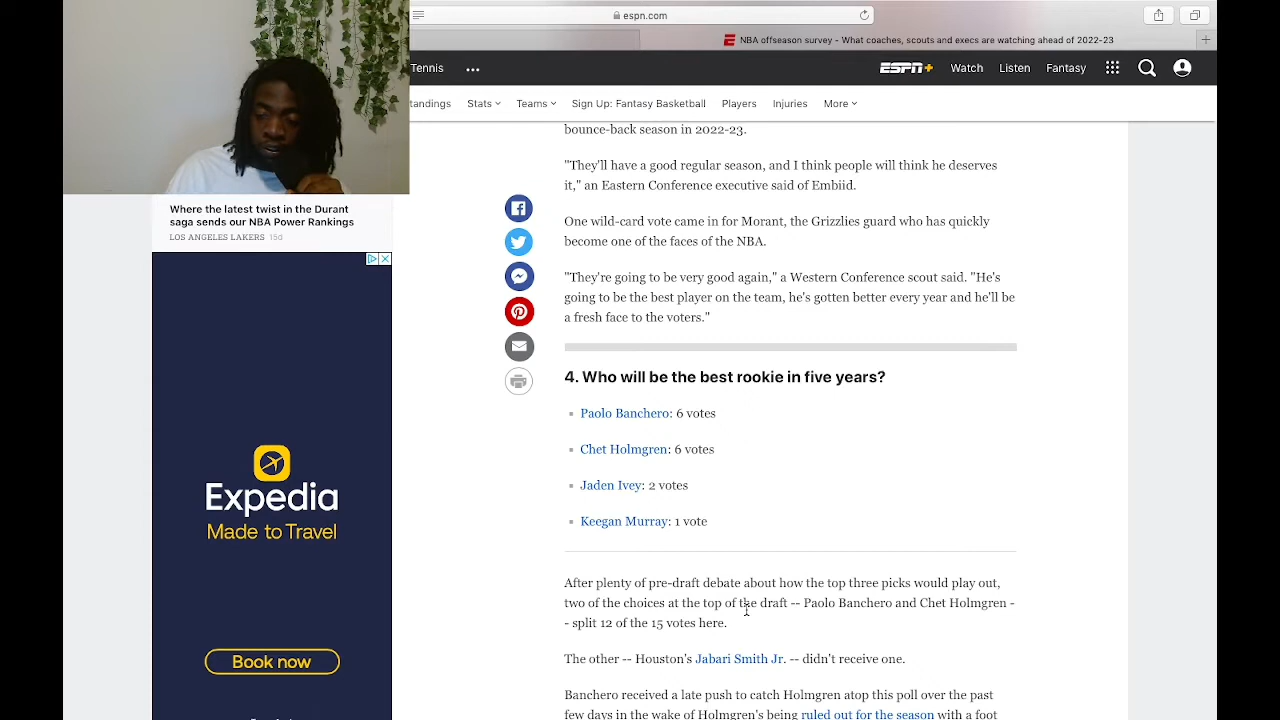 espn.com
NBA offseason survey - What coaches, scouts and execs are watching ahead of 2022-23
Tennis
ESPN+
Watch
Listen
Fantasy
tandings
Stats
Teams
Sign Up: Fantasy Basketball
Players
Injuries
More
bounce-back season in 2022-23.
"They'll have a good regular season, and I think people will think he deserves
it," an Eastern Conference executive said of Embiid.
One wild-card vote came in for Morant, the Grizzlies guard who has quickly
become one of the faces of the NBA.
"They're going to be very good again," a Western Conference scout said. "He's
going to be the best player on the team, he's gotten better every year and he'll be
a fresh face to the voters."
4. Who will be the best rookie in five years?
Paolo Banchero: 6 votes
Chet Holmgren: 6 votes
Jaden Ivey: 2 votes
Keegan Murray: 1 vote
After plenty of pre-draft debate about how the top three picks would play out,
two of the choices at the top of the draft -- Paolo Banchero and Chet Holmgren -
- split 12 of the 15 votes here.
The other -- Houston's Jabari Smith Jr. -- didn't receive one.
Banchero received a late push to catch Holmgren atop this poll over the past
few days in the wake of Holmgren's being ruled out for the season with a foot
Where the latest twist in the Durant
saga sends our NBA Power Rankings
LOS ANGELES LAKERS 15d
Expedia
Made to Travel
Book now